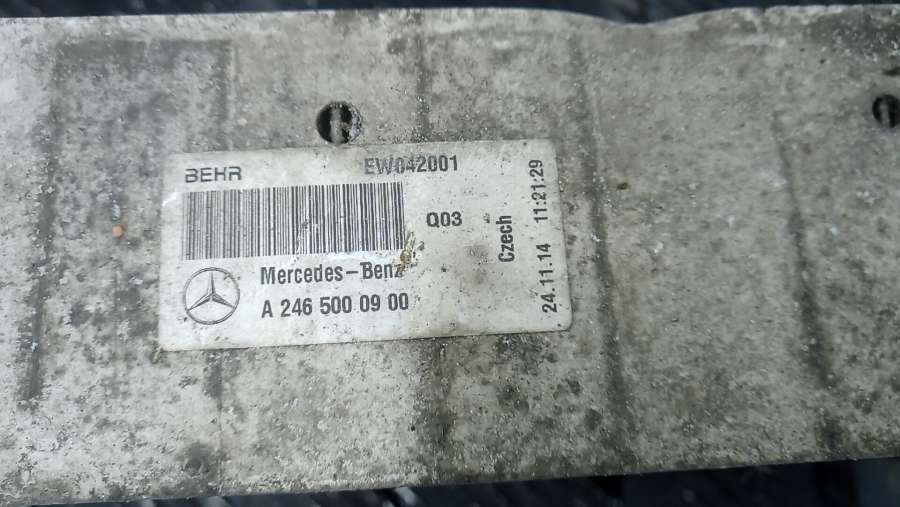 BEHR EW042001
Q03
Mercedes-Benz
A 246 500 09 00
Czech
24.11.14 11:21:29